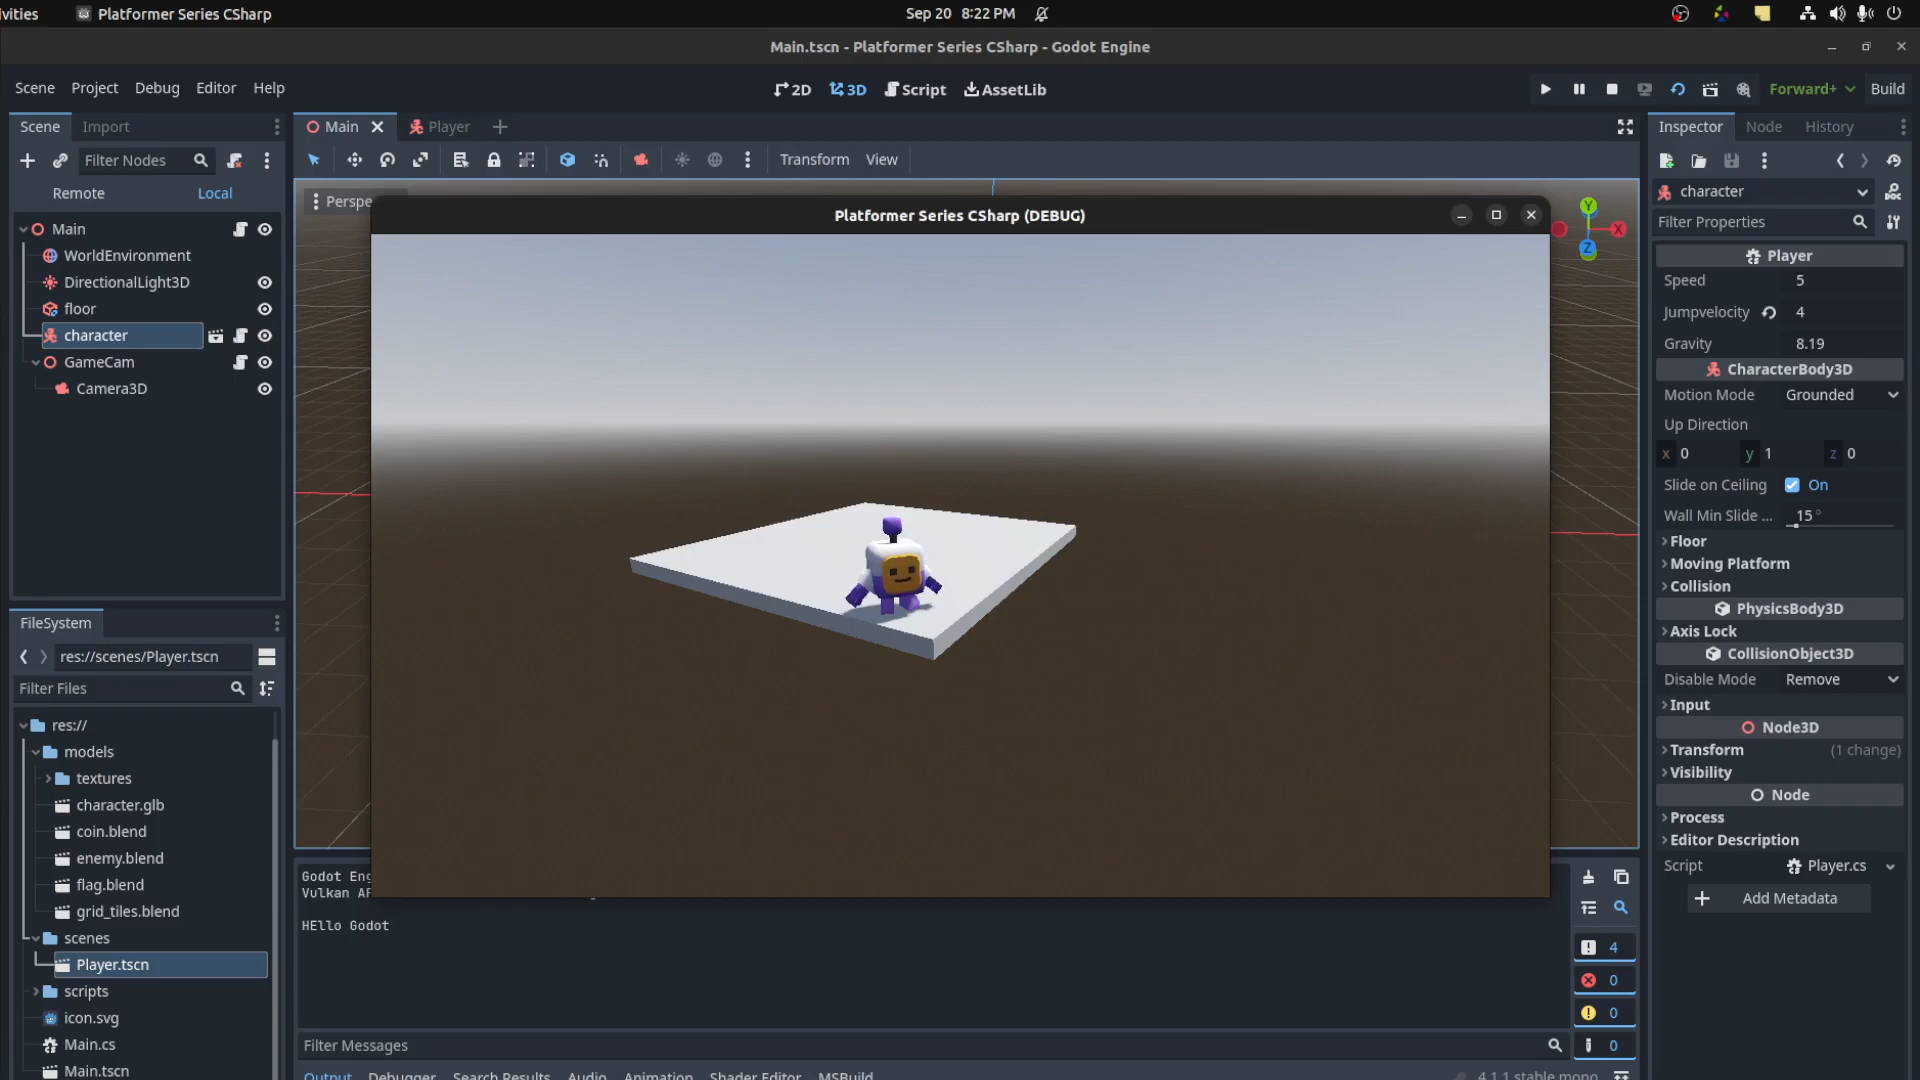 ivities
Platformer Series CSharp
Sep 20 8:22 PM
Main.tscn - Platformer Series CSharp - Godot Engine
Scene Project Debug Editor Help
2D 3D Script AssetLib
Forward+ Build
Scene Import
Main Player
Inspector Node History
Filter Nodes
Transform View
Remote Local
character
Filter Properties
Perspe
Platformer Series CSharp (DEBUG)
Y
X
Z
Main
WorldEnvironment
DirectionalLight3D
floor
character
GameCam
Camera3D
Player
Speed 5
Jumpvelocity 4
Gravity 8.19
CharacterBody3D
Motion Mode Grounded
Up Direction
x 0 y 1 z 0
Slide on Ceiling On
Wall Min Slide ... 15 °
Floor
Moving Platform
Collision
PhysicsBody3D
Axis Lock
CollisionObject3D
Disable Mode Remove
Input
Node3D
Transform (1 change)
Visibility
Node
Process
Editor Description
Script Player.cs
Add Metadata
FileSystem
res://scenes/Player.tscn
Filter Files
res://
models
textures
character.glb
coin.blend
enemy.blend
flag.blend
grid_tiles.blend
scenes
Player.tscn
scripts
icon.svg
Main.cs
Main.tscn
Godot Eng
Vulkan AP
HEllo Godot
4
0
0
0
Filter Messages
Output Debugger Search Results Audio Animation Shader Editor MSBuild
4.1.1.stable.mono